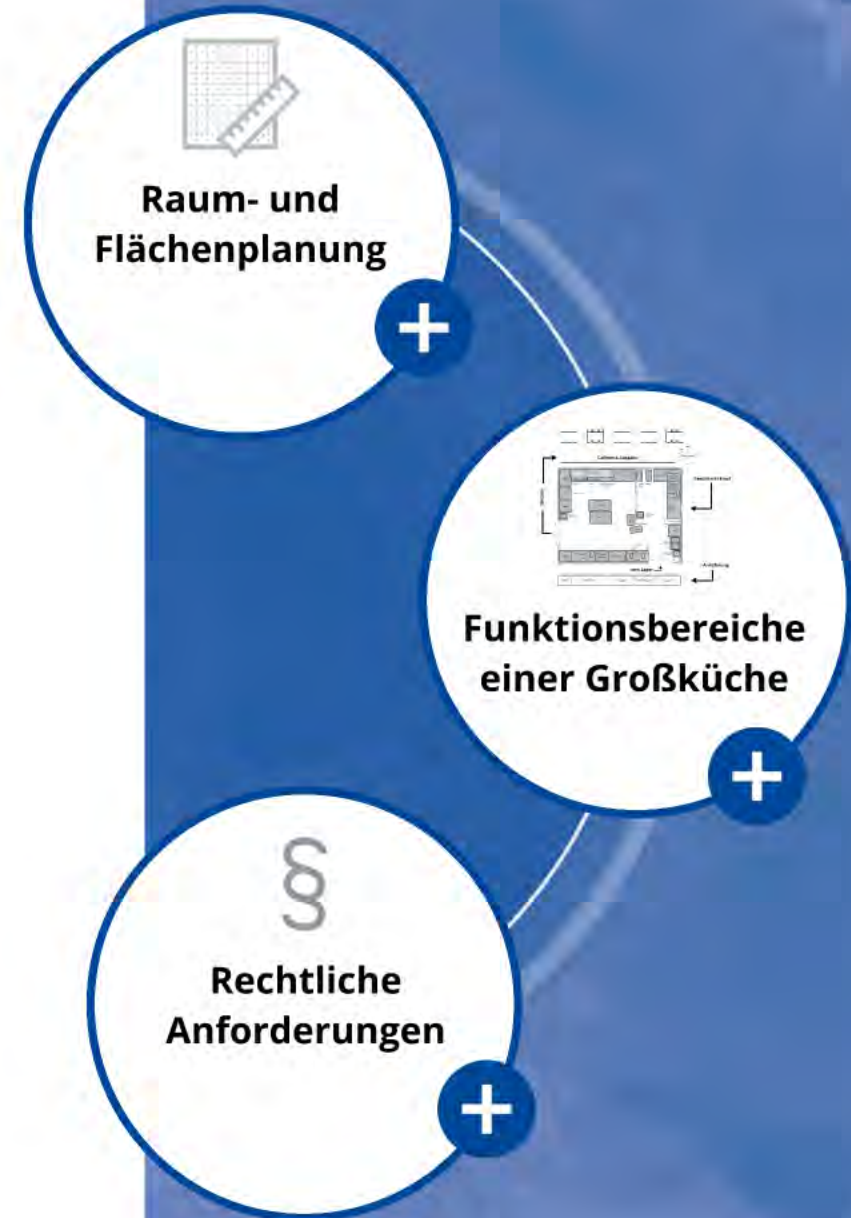 Raum- und
Flächenplanung
+
Funktionsbereiche
einer Großküche
+
§
Rechtliche
Anforderungen
+